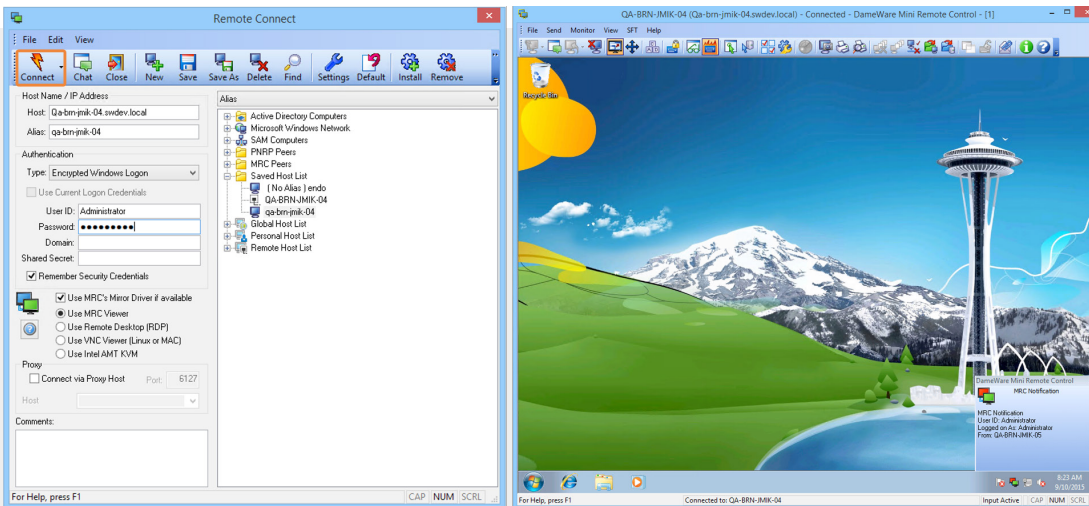 Remote Connect
File Edit View
Connect Chat Close New Save Save As Delete Find Settings Default Install Remove
Host Name / IP Address
Host: Qa-brn-jmik-04.swdev.local
Alias: qa-brn-jmik-04
Authentication
Type: Encrypted Windows Logon
Use Current Logon Credentials
User ID: Administrator
Password:
Domain:
Shared Secret:
Remember Security Credentials
Use MRC's Mirror Driver if available
Use MRC Viewer
Use Remote Desktop (RDP)
Use VNC Viewer (Linux or MAC)
Use Intel AMT KVM
Proxy
Connect via Proxy Host Port: 6127
Host
Comments:
Alias
Active Directory Computers
Microsoft Windows Network
SAM Computers
PNRP Peers
MRC Peers
Saved Host List
( No Alias ) endo
QA-BRN-JMIK-04
qa-brn-jmik-04
Global Host List
Personal Host List
Remote Host List
For Help, press F1 CAP NUM SCRL
QA-BRN-JMIK-04 (Qa-brn-jmik-04.swdev.local) - Connected - DameWare Mini Remote Control - [1]
File Send Monitor View SFT Help
Recycle Bin
DameWare Mini Remote Control
MRC Notification
MRC Notification
User ID: Administrator
Logged on As: Administrator
From: QA-BRN-JMIK-05
8:23 AM
9/10/2015
For Help, press F1 Connected to: QA-BRN-JMIK-04 Input Active CAP NUM SCRL